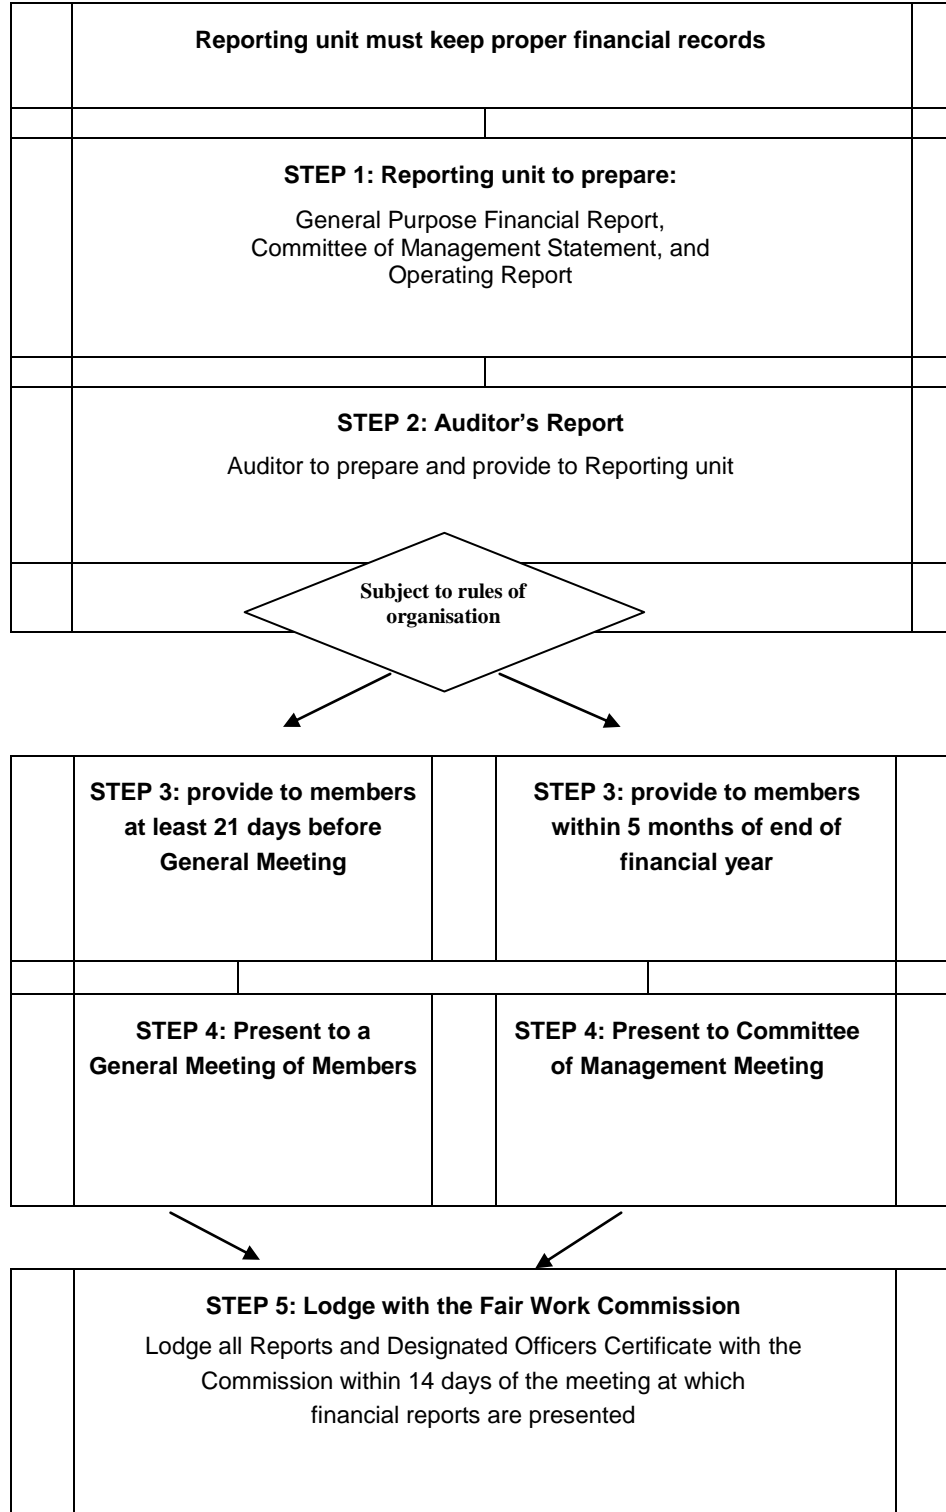 Reporting unit must keep proper financial records
STEP 1: Reporting unit to prepare:
General Purpose Financial Report,
Committee of Management Statement, and
Operating Report
STEP 2: Auditor’s Report
Auditor to prepare and provide to Reporting unit
Subject to rules of
organisation
STEP 3: provide to members
at least 21 days before
General Meeting
STEP 3: provide to members
within 5 months of end of
financial year
STEP 4: Present to a
General Meeting of Members
STEP 4: Present to Committee
of Management Meeting
STEP 5: Lodge with the Fair Work Commission
Lodge all Reports and Designated Officers Certificate with the
Commission within 14 days of the meeting at which
financial reports are presented